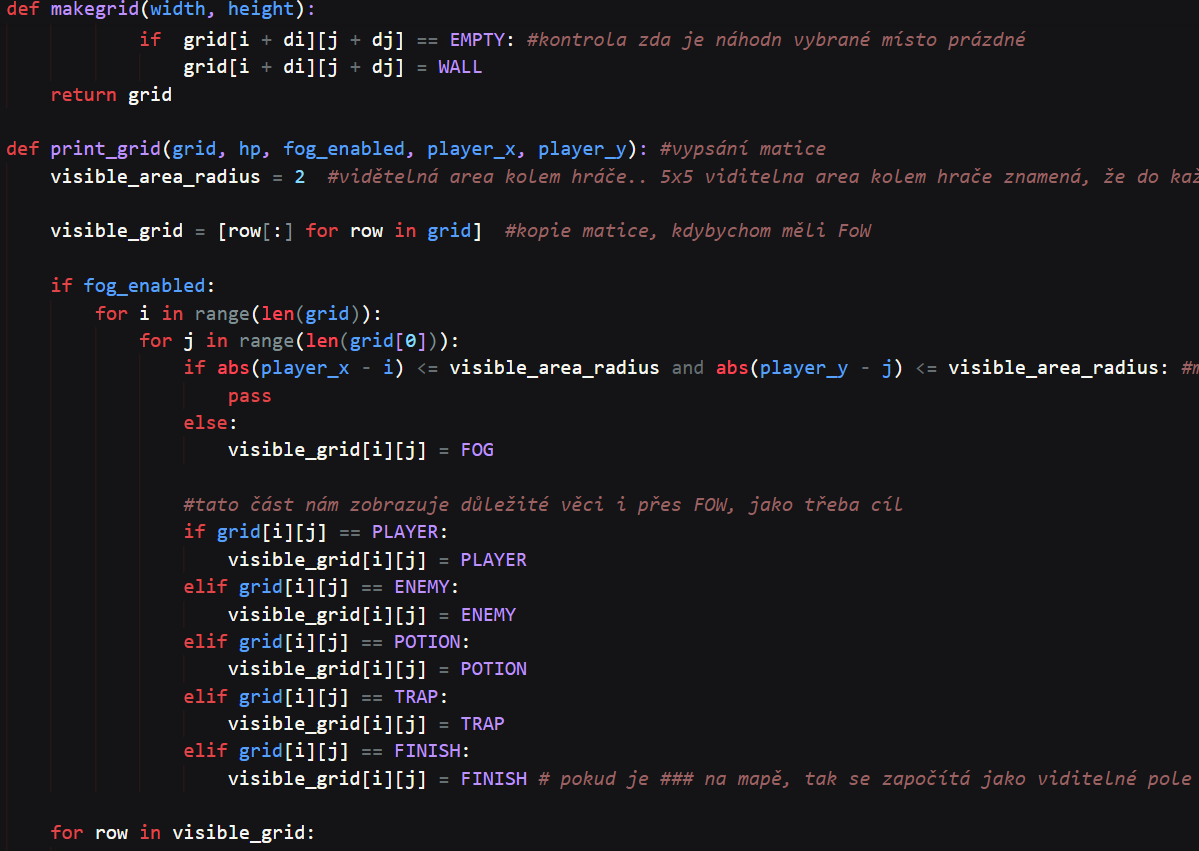 def makegrid(width, height):
            if  grid[i + di][j + dj] == EMPTY: #kontrola zda je náhodn vybrané místo prázdné
                grid[i + di][j + dj] = WALL
    return grid

def print_grid(grid, hp, fog_enabled, player_x, player_y): #vypsání matice
    visible_area_radius = 2  #vidětelná area kolem hráče.. 5x5 viditelna area kolem hrače znamená, že do kaž

    visible_grid = [row[:] for row in grid]  #kopie matice, kdybychom měli FoW

    if fog_enabled:
        for i in range(len(grid)):
            for j in range(len(grid[0])):
                if abs(player_x - i) <= visible_area_radius and abs(player_y - j) <= visible_area_radius: #m
                    pass
                else:
                    visible_grid[i][j] = FOG

                #tato část nám zobrazuje důležité věci i přes FOW, jako třeba cíl
                if grid[i][j] == PLAYER:
                    visible_grid[i][j] = PLAYER
                elif grid[i][j] == ENEMY:
                    visible_grid[i][j] = ENEMY
                elif grid[i][j] == POTION:
                    visible_grid[i][j] = POTION
                elif grid[i][j] == TRAP:
                    visible_grid[i][j] = TRAP
                elif grid[i][j] == FINISH:
                    visible_grid[i][j] = FINISH # pokud je ### na mapě, tak se započítá jako viditelné pole

    for row in visible_grid: